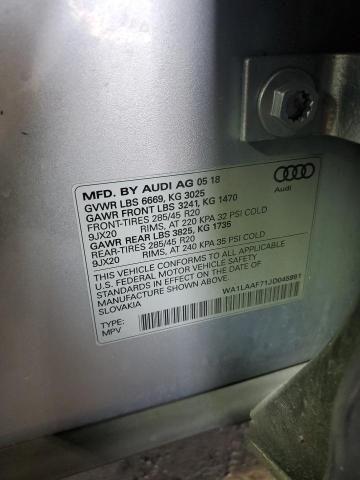 MFD. BY AUDI AG 05 18
GVWR LBS 6669, KG 3025
GAWR FRONT LBS 3241, KG 1470
FRONT-TIRES 285/45 R20
9JX20 RIMS, AT 220 KPA 32 PSI COLD
GAWR REAR LBS 3825, KG 1735
REAR-TIRES 285/45 R20
9JX20 RIMS, AT 240 KPA 35 PSI COLD
THIS VEHICLE CONFORMS TO ALL APPLICABLE
U.S. FEDERAL MOTOR VEHICLE SAFETY
STANDARDS IN EFFECT ON THE DATE OF
MANUFACTURE SHOWN ABOVE
SLOVAKIA
TYPE:
MPV
Audi